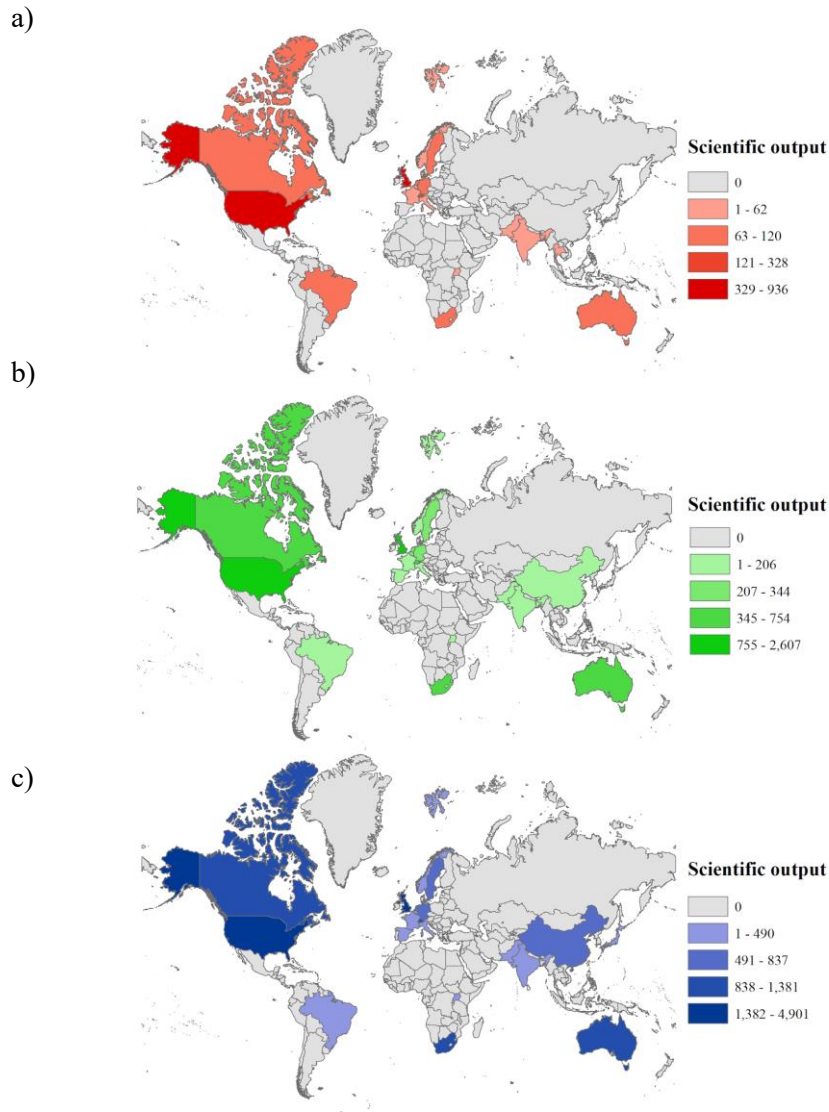 a)
Scientific output
0
1 - 62
63 - 120
121 - 328
329 - 936
b)
Scientific output
0
1 - 206
207 - 344
345 - 754
755 - 2,607
c)
Scientific output
0
1 - 490
491 - 837
838 - 1,381
1,382 - 4,901